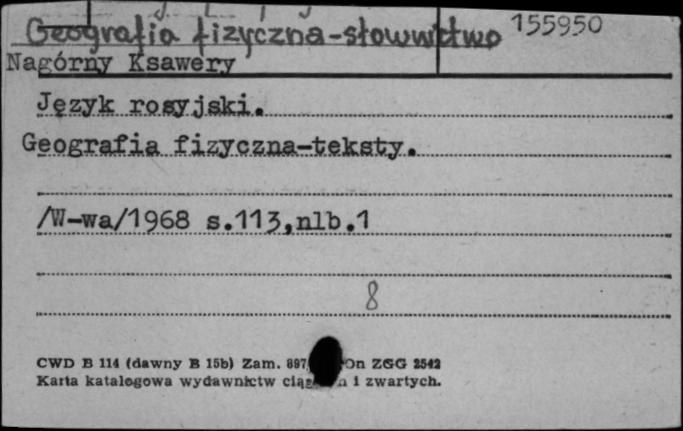 Geografia fizyczna-słownictwo 155950
Nagórny Ksawery
Język rosyjski.
Geografia fizyczna-teksty.
/W-wa/1968 s.113,nlb.1
8
CWD B 114 (dawny B 15b) Zam. 897 On ZGG 2542
Karta katalogowa wydawnictw i zwartych.